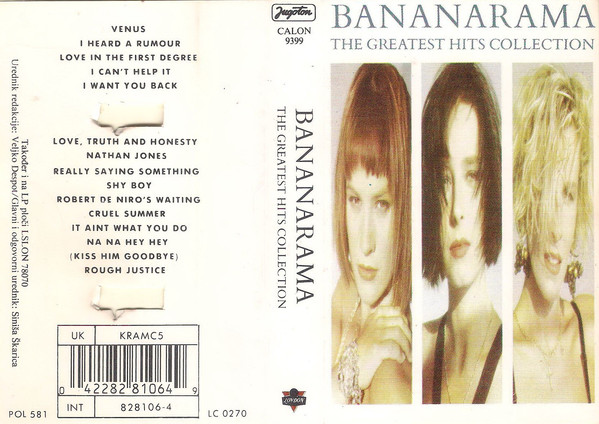 VENUS
I HEARD A RUMOUR
LOVE IN THE FIRST DEGREE
I CAN'T HELP IT
I WANT YOU BACK
LOVE, TRUTH AND HONESTY
NATHAN JONES
REALLY SAYING SOMETHING
SHY BOY
ROBERT DE NIRO'S WAITING
CRUEL SUMMER
IT AINT WHAT YOU DO
NA NA HEY HEY
(KISS HIM GOODBYE)
ROUGH JUSTICE
Također i na LP ploči LSLON 78070
Urednik redakcije: Veljko Despot/Glavni i odgovorni urednik: Siniša Škarica
UK KRAMC5
0 42282 81064 9
INT 828106-4
POL 581
LC 0270
Jugoton
CALON
9399
BANANARAMA
THE GREATEST HITS COLLECTION
LONDON
BANANARAMA
THE GREATEST HITS COLLECTION